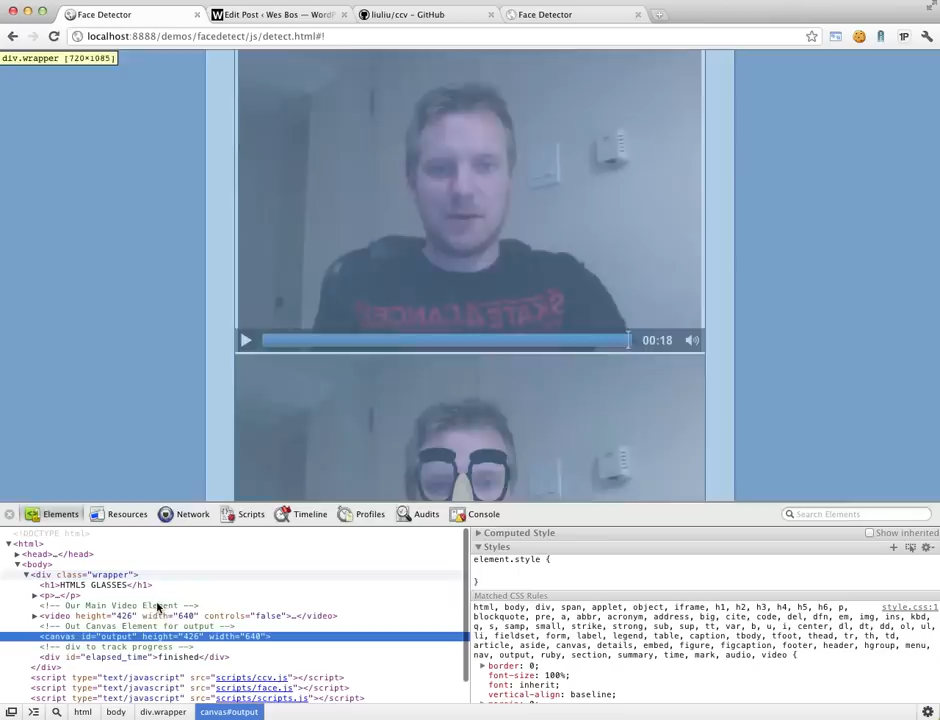 Face Detector
Edit Post ‹ Wes Bos — WordP
liuliu/ccv - GitHub
Face Detector
localhost:8888/demos/facedetect/js/detect.html#!
1P
div.wrapper [720×1085]
00:18
Elements
Resources
Network
Scripts
Timeline
Profiles
Audits
Console
Search Elements
<!DOCTYPE html>
<html>
<head>…</head>
<body>
<div class="wrapper">
<h1>HTML5 GLASSES</h1>
<p>…</p>
<!-- Our Main Video Element -->
<video height="426" width="640" controls="false">…</video>
<!-- Out Canvas Element for output -->
<canvas id="output" height="426" width="640">
<!-- div to track progress -->
<div id="elapsed_time">finished</div>
</div>
<script type="text/javascript" src="scripts/ccv.js"></script>
<script type="text/javascript" src="scripts/face.js"></script>
<script type="text/javascript" src="scripts/scripts.js"></script>
Computed Style
Show inherited
Styles
element.style {
}
Matched CSS Rules
html, body, div, span, applet, object, iframe, h1, h2, h3, h4, h5, h6, p,
style.css:1
blockquote, pre, a, abbr, acronym, address, big, cite, code, del, dfn, em, img, ins, kbd,
q, s, samp, small, strike, strong, sub, sup, tt, var, b, u, i, center, dl, dt, dd, ol, ul,
li, fieldset, form, label, legend, table, caption, tbody, tfoot, thead, tr, th, td,
article, aside, canvas, details, embed, figure, figcaption, footer, header, hgroup, menu,
nav, output, ruby, section, summary, time, mark, audio, video {
border: 0;
font-size: 100%;
font: inherit;
vertical-align: baseline;
html
body
div.wrapper
canvas#output